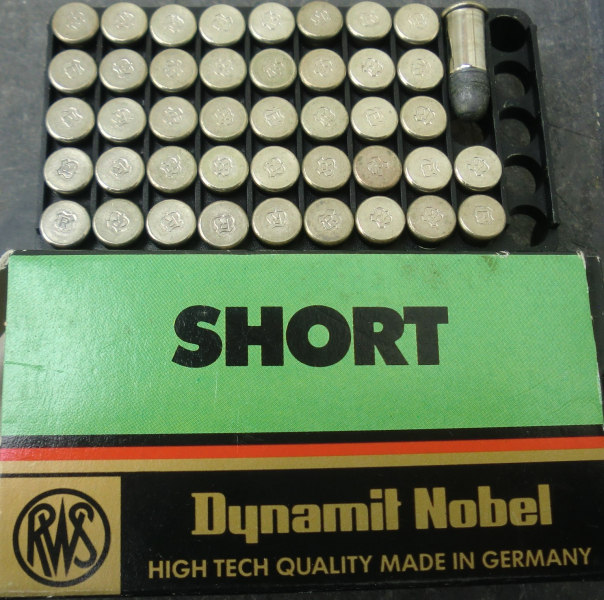 SHORT
RWS
Dynamit Nobel
HIGH TECH QUALITY MADE IN GERMANY